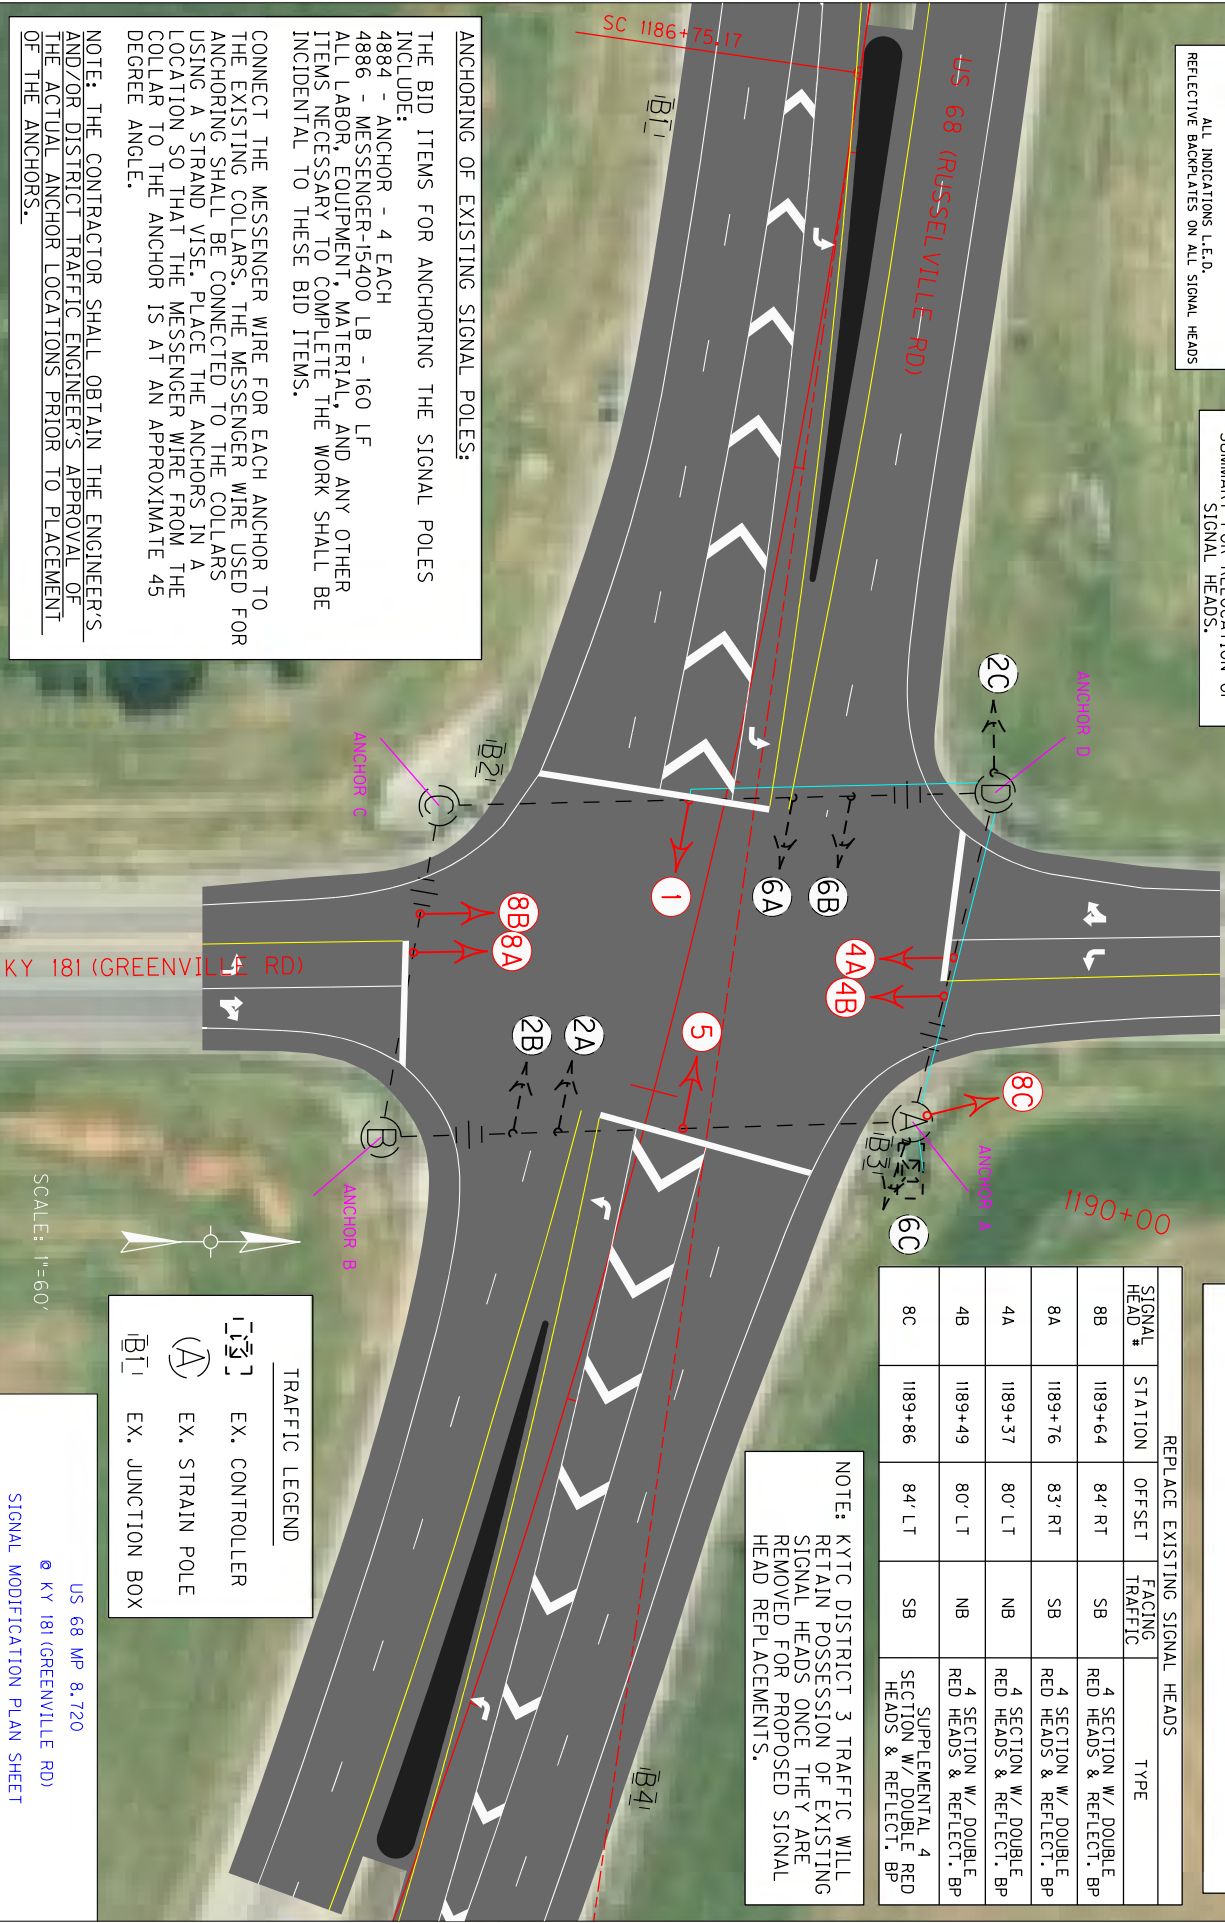 ALL INDICATIONS L.E.D.
REFLECTIVE BACKPLATES ON ALL SIGNAL HEADS
SUMMARY FOR RELOCATION OF
SIGNAL HEADS.
SC 1186+75.17
US 68 (RUSSELVILLE RD)
B1
ANCHORING OF EXISTING SIGNAL POLES:
THE BID ITEMS FOR ANCHORING THE SIGNAL POLES
INCLUDE:
4884 - ANCHOR - 4 EACH
4886 - MESSENGER-15400 LB - 160 LF
ALL LABOR, EQUIPMENT, MATERIAL, AND ANY OTHER
ITEMS NECESSARY TO COMPLETE THE WORK SHALL BE
INCIDENTAL TO THESE BID ITEMS.
CONNECT THE MESSENGER WIRE FOR EACH ANCHOR TO
THE EXISTING COLLARS. THE MESSENGER WIRE USED FOR
ANCHORING SHALL BE CONNECTED TO THE COLLARS
USING A STRAND VISE. PLACE THE ANCHORS IN A
LOCATION SO THAT THE MESSENGER WIRE FROM THE
COLLAR TO THE ANCHOR IS AT AN APPROXIMATE 45
DEGREE ANGLE.
NOTE: THE CONTRACTOR SHALL OBTAIN THE ENGINEER'S
AND/OR DISTRICT TRAFFIC ENGINEER'S APPROVAL OF
THE ACTUAL ANCHOR LOCATIONS PRIOR TO PLACEMENT
OF THE ANCHORS.
2C
ANCHOR D
D
B2
ANCHOR C
C
1
6A
6B
8B
8A
4A
4B
KY 181 (GREENVILLE RD)
2B
2A
5
8C
A
B3
ANCHOR A
6C
B
ANCHOR B
1190+00
SCALE: 1"=60'
REPLACE EXISTING SIGNAL HEADS
SIGNAL HEAD # STATION OFFSET FACING TRAFFIC TYPE
8B 1189+64 84' RT SB 4 SECTION W/ DOUBLE RED HEADS & REFLECT. BP
8A 1189+76 83' RT SB 4 SECTION W/ DOUBLE RED HEADS & REFLECT. BP
4A 1189+37 80' LT NB 4 SECTION W/ DOUBLE RED HEADS & REFLECT. BP
4B 1189+49 80' LT NB 4 SECTION W/ DOUBLE RED HEADS & REFLECT. BP
8C 1189+86 84' LT SB SUPPLEMENTAL 4 SECTION W/ DOUBLE RED HEADS & REFLECT. BP
NOTE: KYTC DISTRICT 3 TRAFFIC WILL
RETAIN POSSESSION OF EXISTING
SIGNAL HEADS ONCE THEY ARE
REMOVED FOR PROPOSED SIGNAL
HEAD REPLACEMENTS.
TRAFFIC LEGEND
EX. CONTROLLER
A EX. STRAIN POLE
B1 EX. JUNCTION BOX
B4
US 68 MP 8.720
@ KY 181 (GREENVILLE RD)
SIGNAL MODIFICATION PLAN SHEET